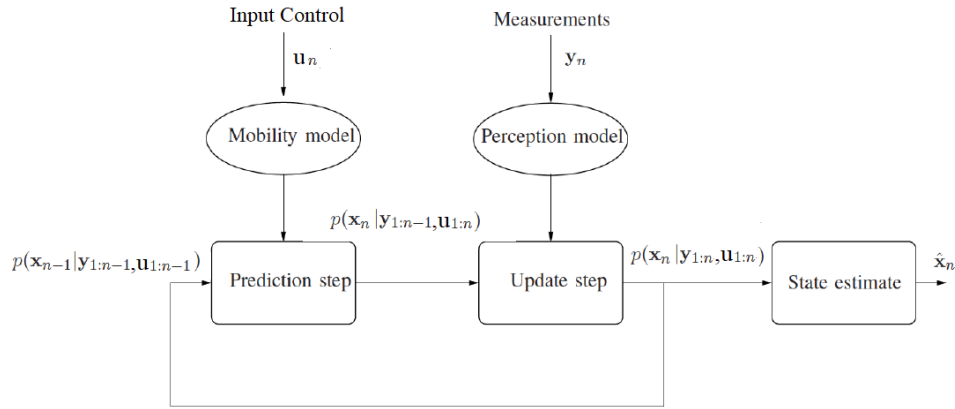 Input Control
Measurements
𝐮ₙ
𝐲ₙ
Mobility model
Perception model
p(𝐱ₙ|𝐲₁:ₙ₋₁,𝐮₁:ₙ)
p(𝐱ₙ₋₁|𝐲₁:ₙ₋₁,𝐮₁:ₙ₋₁)
p(𝐱ₙ|𝐲₁:ₙ,𝐮₁:ₙ)
𝐱̂ₙ
Prediction step
Update step
State estimate